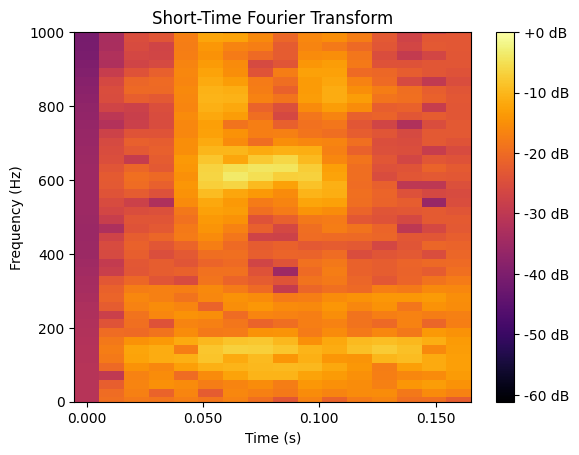 Short-Time Fourier Transform
1000
800
600
400
200
0
Frequency (Hz)
0.000
0.050
0.100
0.150
Time (s)
+0 dB
-10 dB
-20 dB
-30 dB
-40 dB
-50 dB
-60 dB